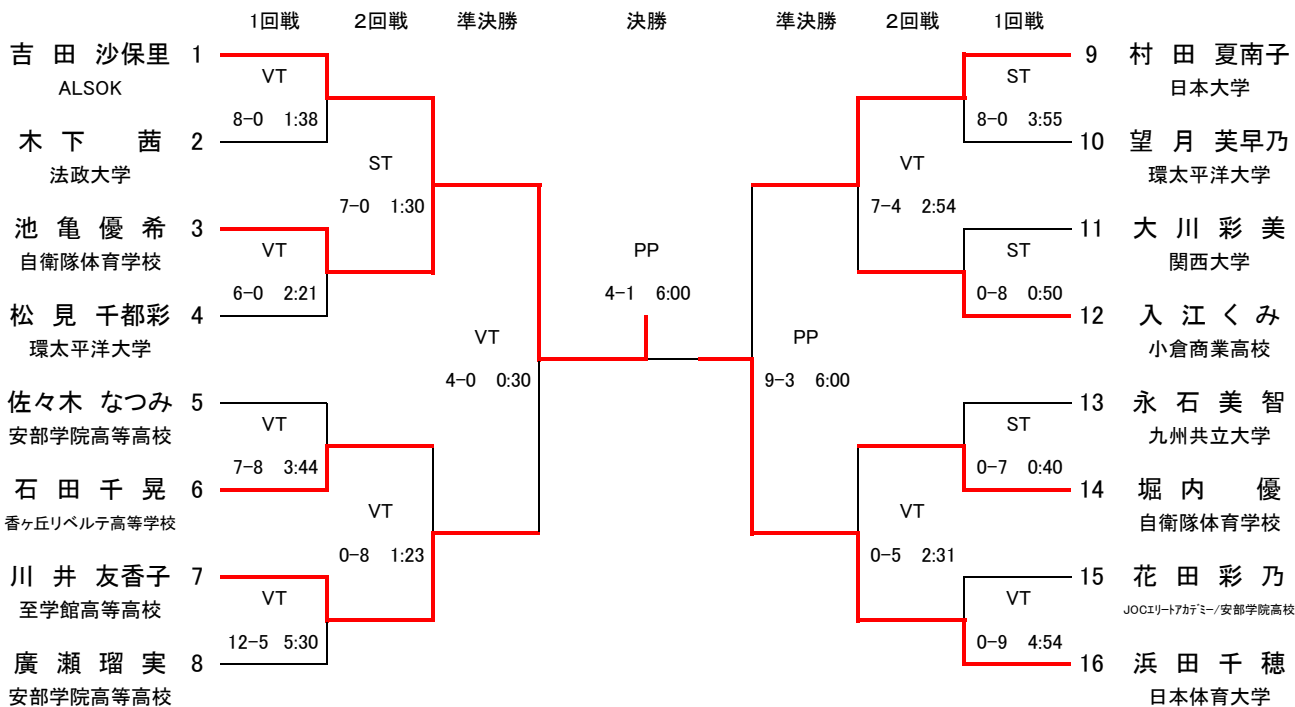 1回戦 2回戦 準決勝 決勝 準決勝 2回戦 1回戦
吉田 沙保里 1
ALSOK
VT
8-0 1:38
木下 茜 2
法政大学
ST
7-0 1:30
池亀優希 3
自衛隊体育学校
VT
6-0 2:21
松見 千都彩 4
環太平洋大学
VT
4-0 0:30
佐々木 なつみ 5
安部学院高等高校
VT
7-8 3:44
石田千晃 6
香ヶ丘リベルテ高等学校
VT
0-8 1:23
川井 友香子 7
至学館高等高校
VT
12-5 5:30
廣瀬瑠実 8
安部学院高等高校
PP
4-1 6:00
9 村田 夏南子
日本大学
ST
8-0 3:55
10 望月 芙早乃
環太平洋大学
VT
7-4 2:54
11 大川彩美
関西大学
ST
0-8 0:50
12 入江くみ
小倉商業高校
PP
9-3 6:00
13 永石美智
九州共立大学
ST
0-7 0:40
14 堀内 優
自衛隊体育学校
VT
0-5 2:31
15 花田彩乃
JOCエリートアカデミー/安部学院高校
VT
0-9 4:54
16 浜田千穂
日本体育大学